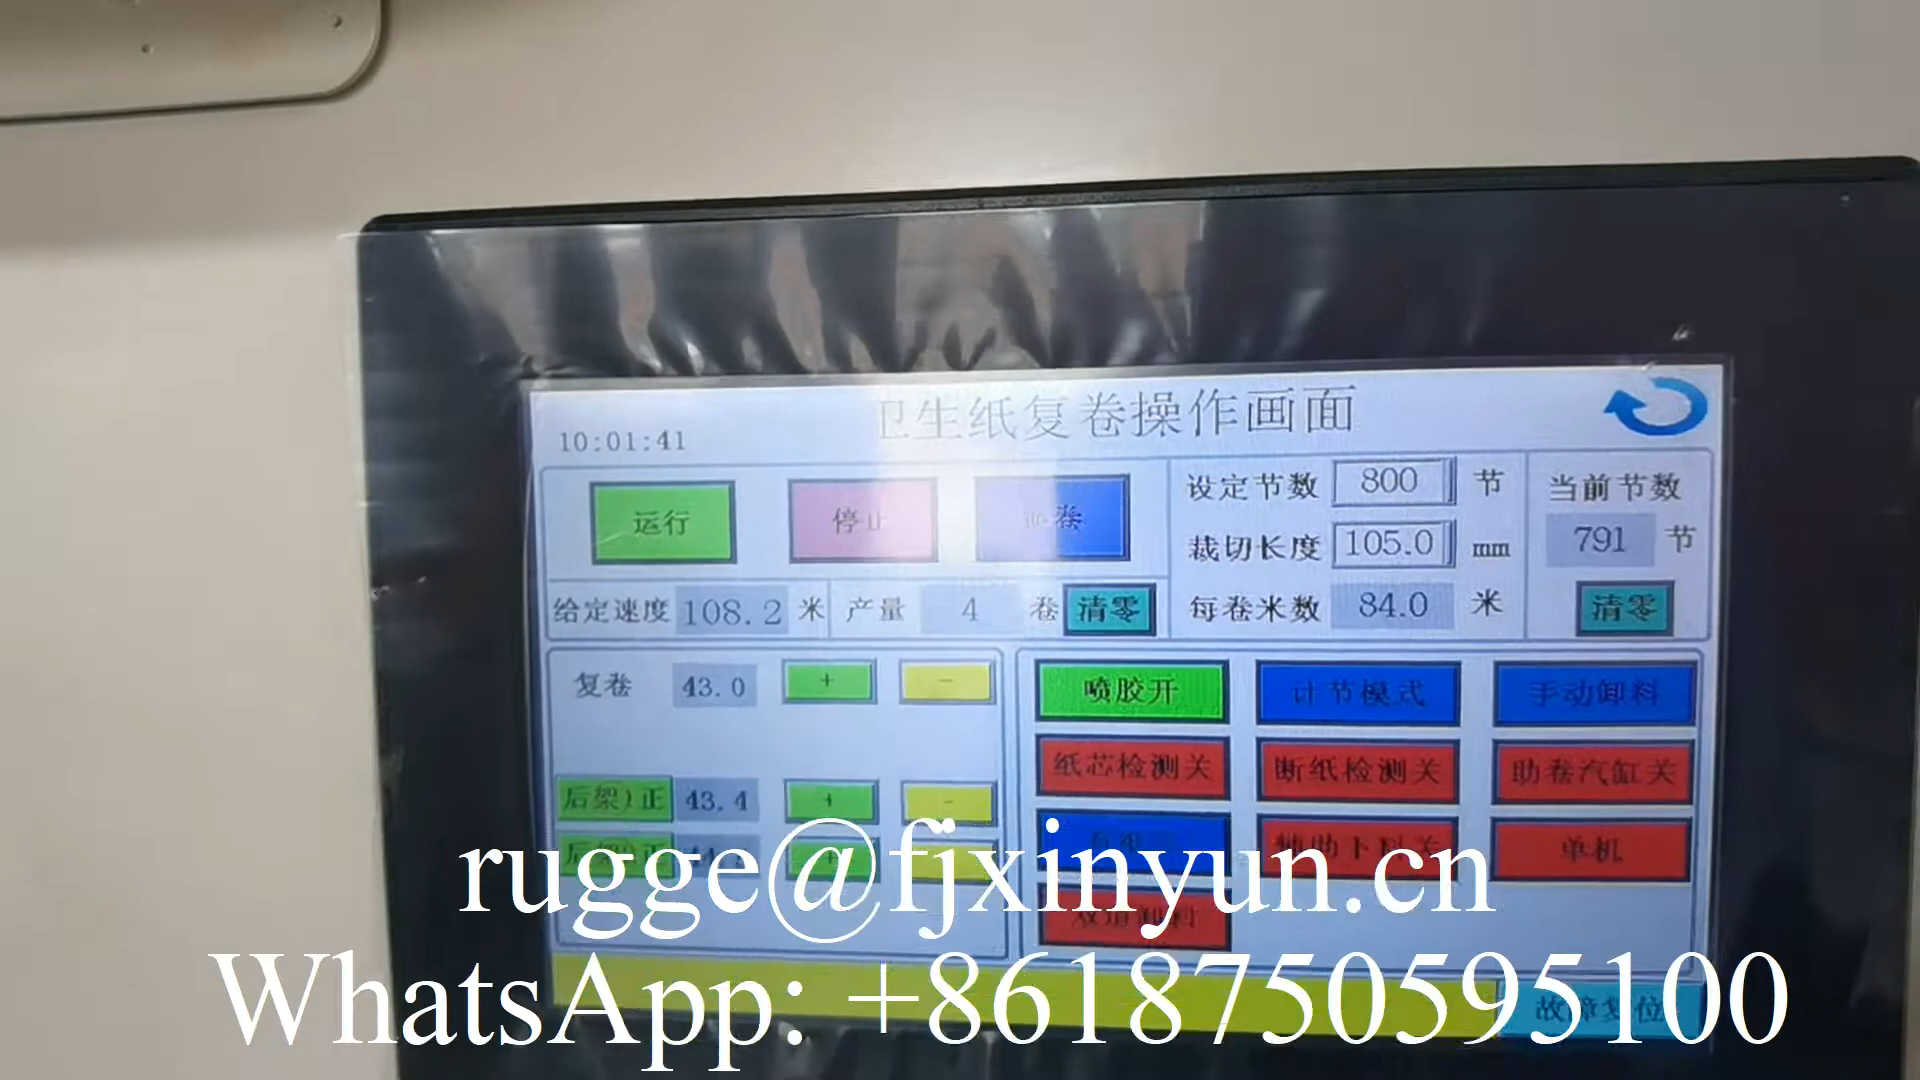 卫生纸复卷操作画面
10:01:41
运行 停止
设定节数 800 节
当前节数
裁切长度 105.0 mm
791 节
给定速度 108.2 米 产量 4 卷 清零
每卷米数 84.0 米
清零
复卷 43.0 + -
喷胶开 计节模式 手动卸料
纸芯检测关 断纸检测关 助卷汽缸关
后架1正 43.4 + -
单机
rugge@fjxinyun.cn
WhatsApp: +8618750595100
故障复位